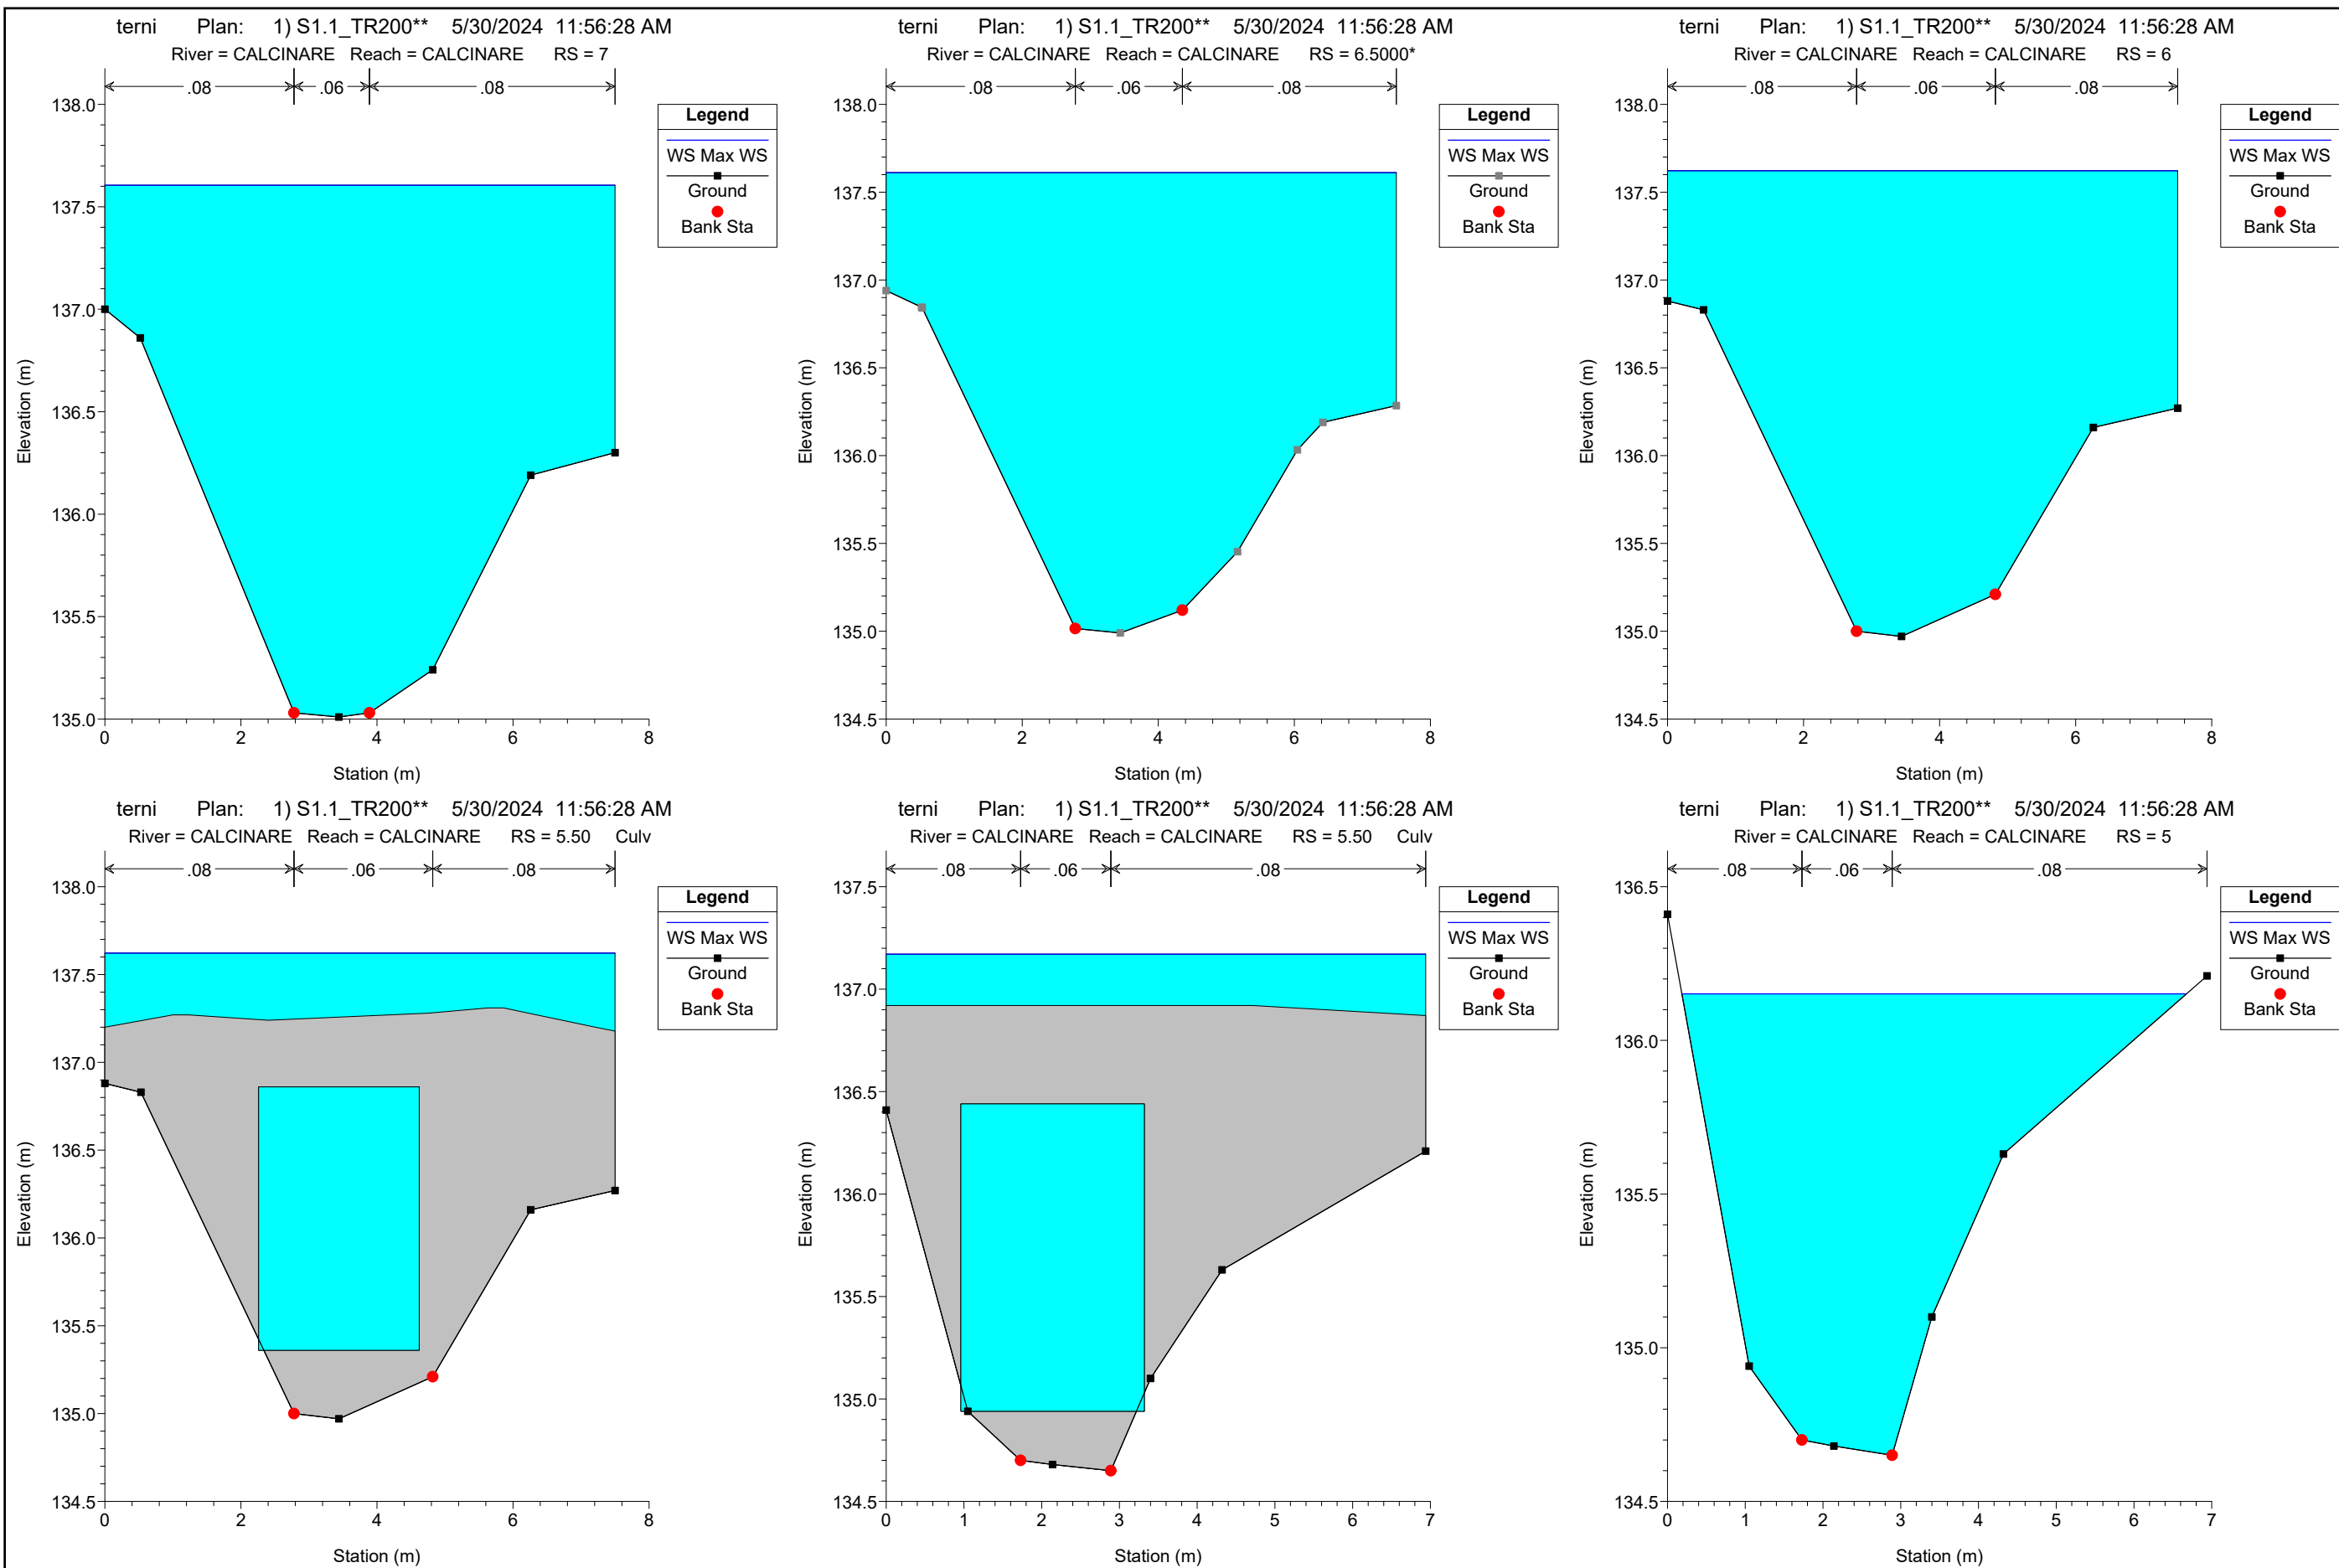 terni Plan: 1) S1.1_TR200** 5/30/2024 11:56:28 AM
River = CALCINARE Reach = CALCINARE RS = 7
.08 .06 .08
138.0
137.5
137.0
136.5
136.0
135.5
135.0
Elevation (m)
0 2 4 6 8
Station (m)
Legend
WS Max WS
Ground
Bank Sta
terni Plan: 1) S1.1_TR200** 5/30/2024 11:56:28 AM
River = CALCINARE Reach = CALCINARE RS = 6.5000*
.08 .06 .08
138.0
137.5
137.0
136.5
136.0
135.5
135.0
134.5
Elevation (m)
0 2 4 6 8
Station (m)
Legend
WS Max WS
Ground
Bank Sta
terni Plan: 1) S1.1_TR200** 5/30/2024 11:56:28 AM
River = CALCINARE Reach = CALCINARE RS = 6
.08 .06 .08
138.0
137.5
137.0
136.5
136.0
135.5
135.0
134.5
Elevation (m)
0 2 4 6 8
Station (m)
Legend
WS Max WS
Ground
Bank Sta
terni Plan: 1) S1.1_TR200** 5/30/2024 11:56:28 AM
River = CALCINARE Reach = CALCINARE RS = 5.50 Culv
.08 .06 .08
138.0
137.5
137.0
136.5
136.0
135.5
135.0
134.5
Elevation (m)
0 2 4 6 8
Station (m)
Legend
WS Max WS
Ground
Bank Sta
terni Plan: 1) S1.1_TR200** 5/30/2024 11:56:28 AM
River = CALCINARE Reach = CALCINARE RS = 5.50 Culv
.08 .06 .08
137.5
137.0
136.5
136.0
135.5
135.0
134.5
Elevation (m)
0 1 2 3 4 5 6 7
Station (m)
Legend
WS Max WS
Ground
Bank Sta
terni Plan: 1) S1.1_TR200** 5/30/2024 11:56:28 AM
River = CALCINARE Reach = CALCINARE RS = 5
.08 .06 .08
136.5
136.0
135.5
135.0
134.5
Elevation (m)
0 1 2 3 4 5 6 7
Station (m)
Legend
WS Max WS
Ground
Bank Sta